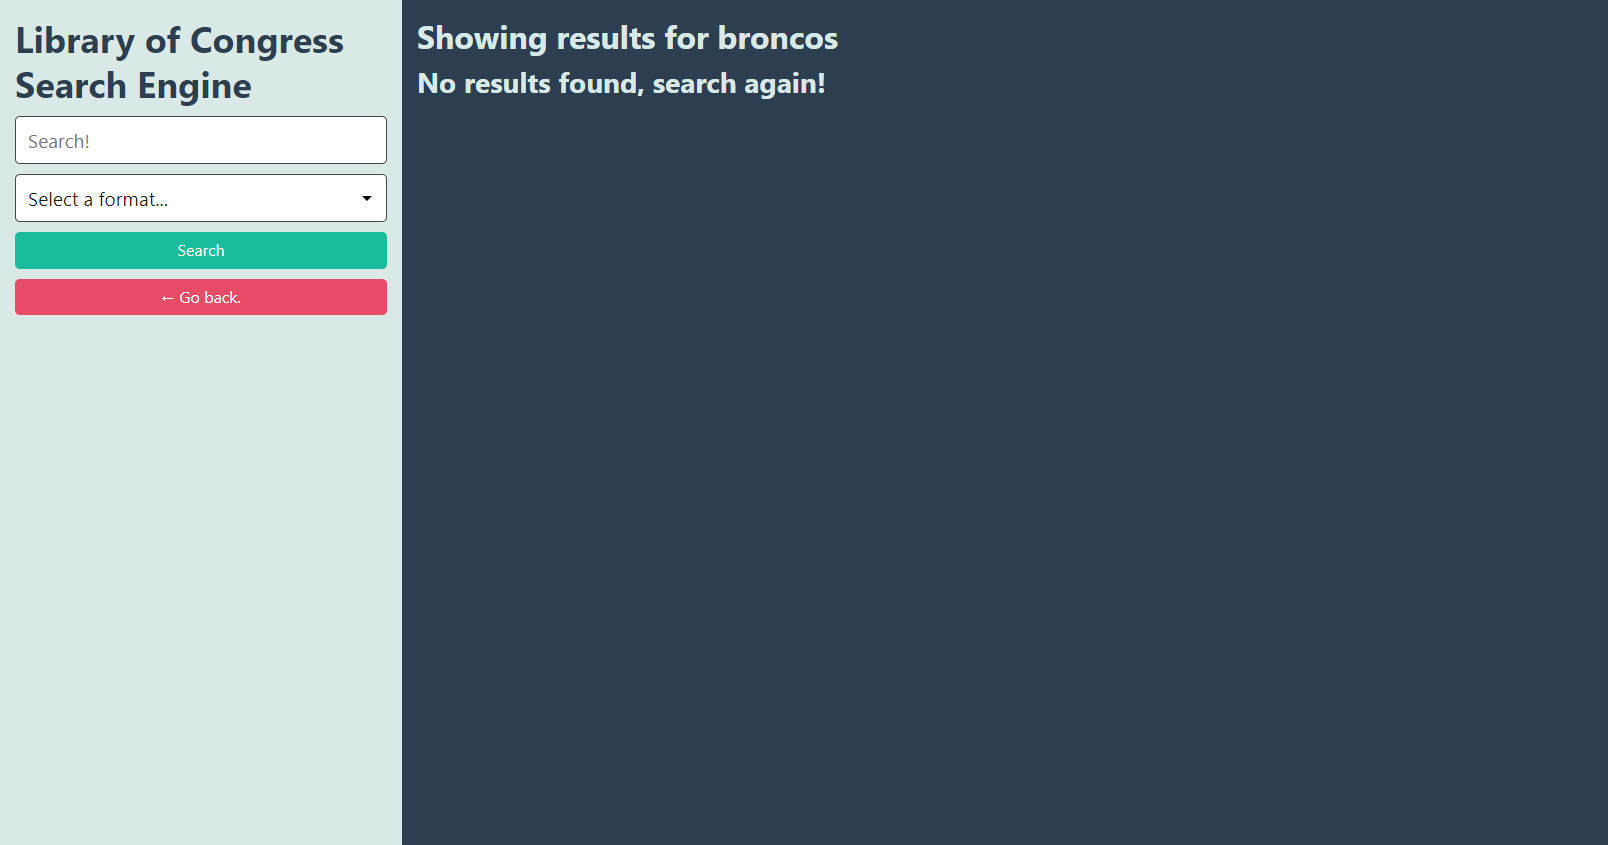 Library of Congress
Search Engine
Search!
Select a format...
Search
← Go back.
Showing results for broncos
No results found, search again!